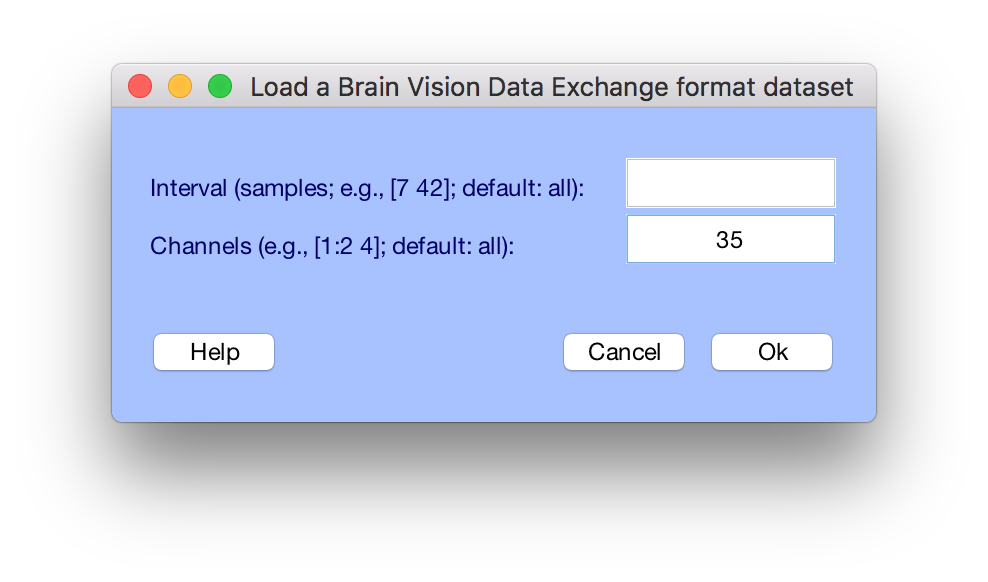 Load a Brain Vision Data Exchange format dataset
Interval (samples; e.g., [7 42]; default: all):
Channels (e.g., [1:2 4]; default: all): 35
Help Cancel Ok